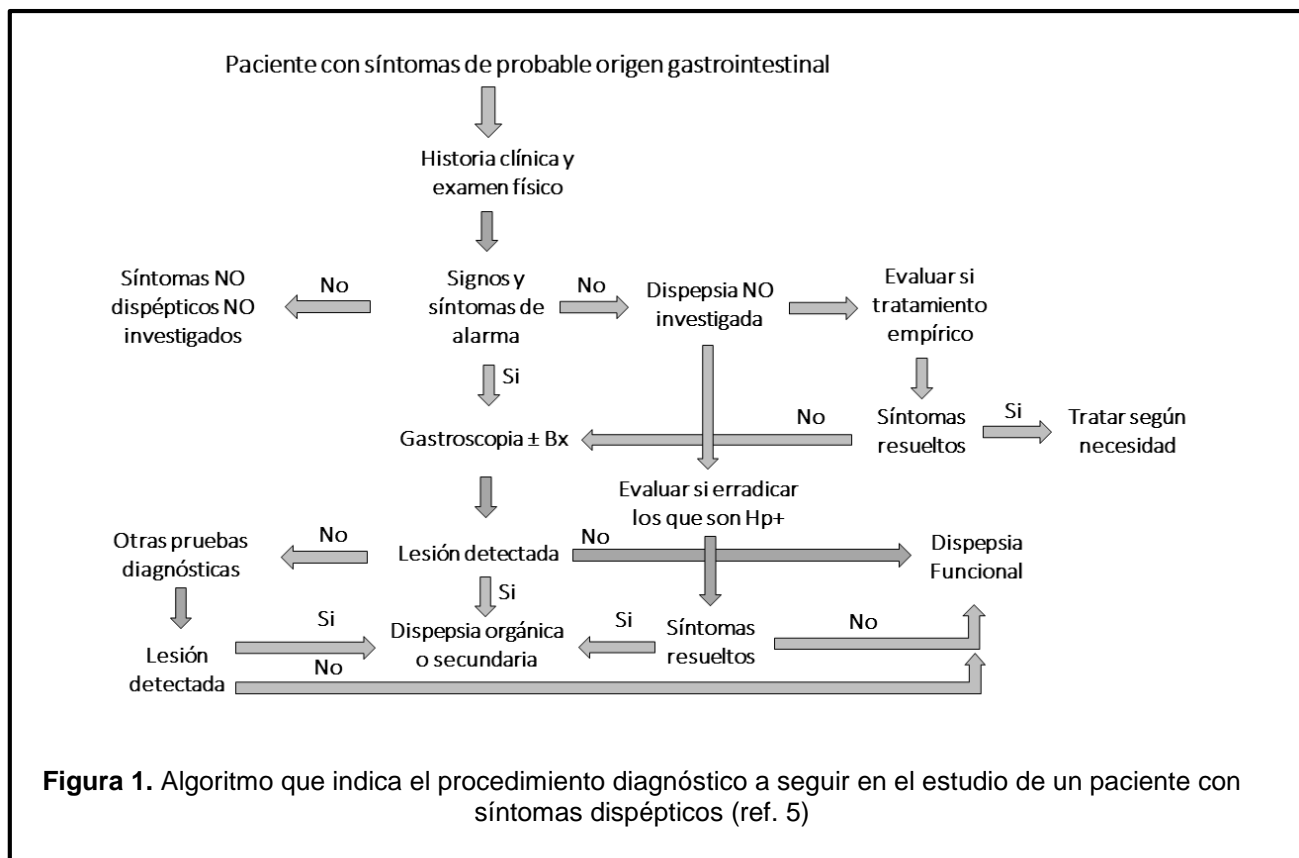 Paciente con síntomas de probable origen gastrointestinal
Historia clínica y
examen físico
Síntomas NO
dispépticos NO
investigados
No
Signos y
síntomas de
alarma
No
Dispepsia NO
investigada
Evaluar si
tratamiento
empírico
Si
Gastroscopia ± Bx
No
Síntomas
resueltos
Si
Tratar según
necesidad
Evaluar si erradicar
los que son Hp+
Otras pruebas
diagnósticas
No
Lesión detectada
No
Dispepsia
Funcional
Si
Lesión
detectada
Si
No
Dispepsia orgánica
o secundaria
Si
Síntomas
resueltos
No
Figura 1. Algoritmo que indica el procedimiento diagnóstico a seguir en el estudio de un paciente con
síntomas dispépticos (ref. 5)